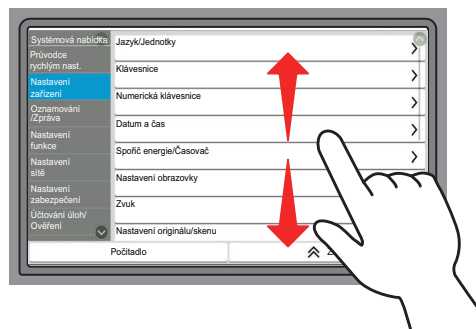 Systémová nabídka
Průvodce
rychlým nast.
Nastavení
zařízení
Oznamování
/Zpráva
Nastavení
funkce
Nastavení
sítě
Nastavení
zabezpečení
Účtování úloh/
Ověření
Jazyk/Jednotky
Klávesnice
Numerická klávesnice
Datum a čas
Spořič energie/Časovač
Nastavení obrazovky
Zvuk
Nastavení originálu/skenu
Počitadlo